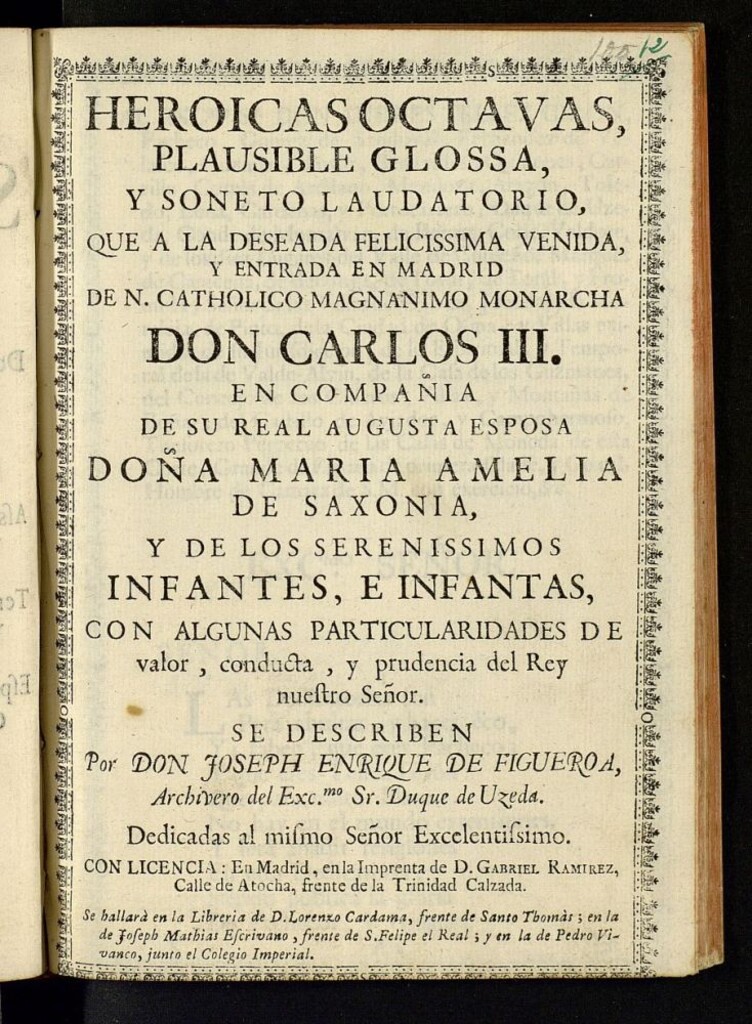 100 12
HEROICAS OCTAVAS,
PLAUSIBLE GLOSSA,
Y SONETO LAUDATORIO,
QUE A LA DESEADA FELICISSIMA VENIDA,
Y ENTRADA EN MADRID
DE N. CATHOLICO MAGNANIMO MONARCHA
DON CARLOS III.
EN COMPAÑIA
DE SU REAL AUGUSTA ESPOSA
DOÑA MARIA AMELIA
DE SAXONIA,
Y DE LOS SERENISSIMOS
INFANTES, E INFANTAS,
CON ALGUNAS PARTICULARIDADES DE
valor, conducta, y prudencia del Rey
nueſtro Señor.
SE DESCRIBEN
Por DON JOSEPH ENRIQUE DE FIGUEROA,
Archivero del Exc.mo Sr. Duque de Uzeda.
Dedicadas al miſmo Señor Excelentiſsimo.
CON LICENCIA: En Madrid, en la Imprenta de D. GABRIEL RAMIREZ,
Calle de Atocha, frente de la Trinidad Calzada.
Se hallarà en la Libreria de D. Lorenzo Cardama, frente de Santo Thomàs; en la
de Joſeph Mathias Eſcrivano, frente de S. Felipe el Real; y en la de Pedro Vi-
vanco, junto el Colegio Imperial.